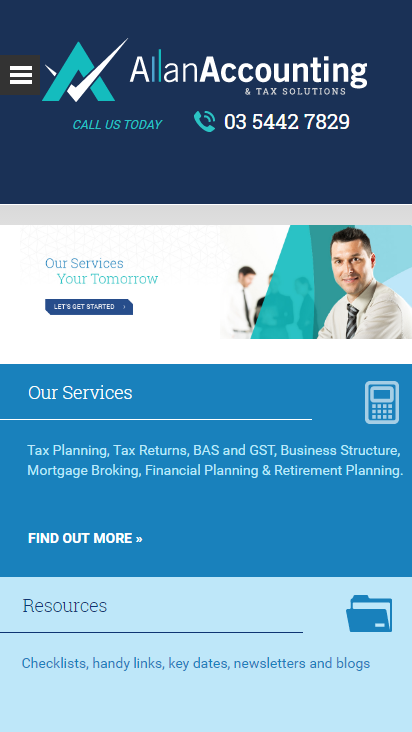 AllanAccounting
& TAX SOLUTIONS
CALL US TODAY
03 5442 7829
Our Services
Your Tomorrow
LET'S GET STARTED ›
Our Services
Tax Planning, Tax Returns, BAS and GST, Business Structure,
Mortgage Broking, Financial Planning & Retirement Planning.
FIND OUT MORE »
Resources
Checklists, handy links, key dates, newsletters and blogs